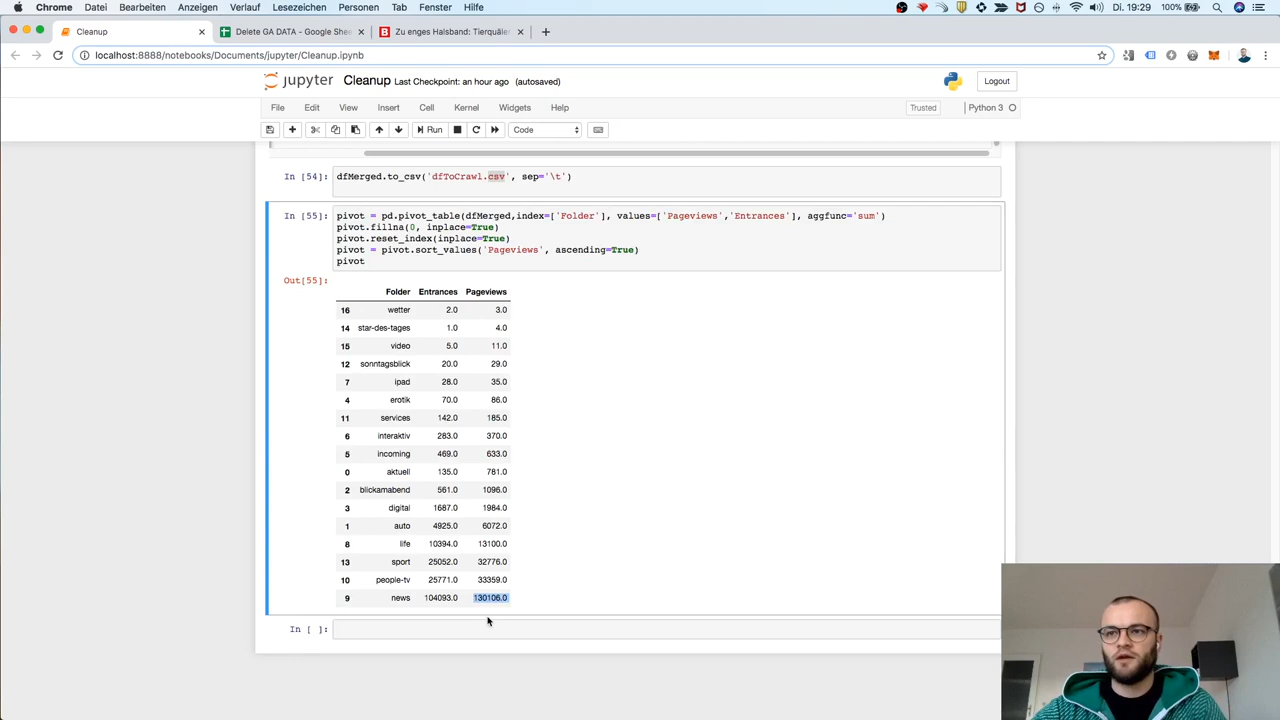 Chrome Datei Bearbeiten Anzeigen Verlauf Lesezeichen Personen Tab Fenster Hilfe 100% Di. 19:29
Cleanup Delete GA DATA - Google Shee Zu enges Halsband: Tierquäler
localhost:8888/notebooks/Documents/jupyter/Cleanup.ipynb
jupyter Cleanup Last Checkpoint: an hour ago (autosaved) Logout
File Edit View Insert Cell Kernel Widgets Help Trusted Python 3
Run Code
In [54]: dfMerged.to_csv('dfToCrawl.csv', sep='\t')
In [55]: pivot = pd.pivot_table(dfMerged,index=['Folder'], values=['Pageviews','Entrances'], aggfunc='sum')
pivot.fillna(0, inplace=True)
pivot.reset_index(inplace=True)
pivot = pivot.sort_values('Pageviews', ascending=True)
pivot
Out[55]:
Folder Entrances Pageviews
16 wetter 2.0 3.0
14 star-des-tages 1.0 4.0
15 video 5.0 11.0
12 sonntagsblick 20.0 29.0
7 ipad 28.0 35.0
4 erotik 70.0 86.0
11 services 142.0 185.0
6 interaktiv 283.0 370.0
5 incoming 469.0 633.0
0 aktuell 135.0 781.0
2 blickamabend 561.0 1096.0
3 digital 1687.0 1984.0
1 auto 4925.0 6072.0
8 life 10394.0 13100.0
13 sport 25052.0 32776.0
10 people-tv 25771.0 33359.0
9 news 104093.0 130106.0
In [ ]: